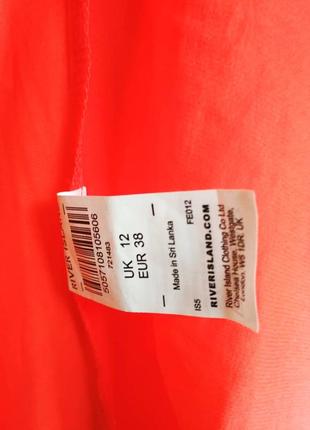 RIVER ISLA
5057108105606
721483
UK 12
EUR 38
Made in Sri Lanka
FE012
IS5
RIVERISLAND.COM
River Island Clothing Co Ltd
Chelsea House, Westgate,
London, W5 1DR, UK